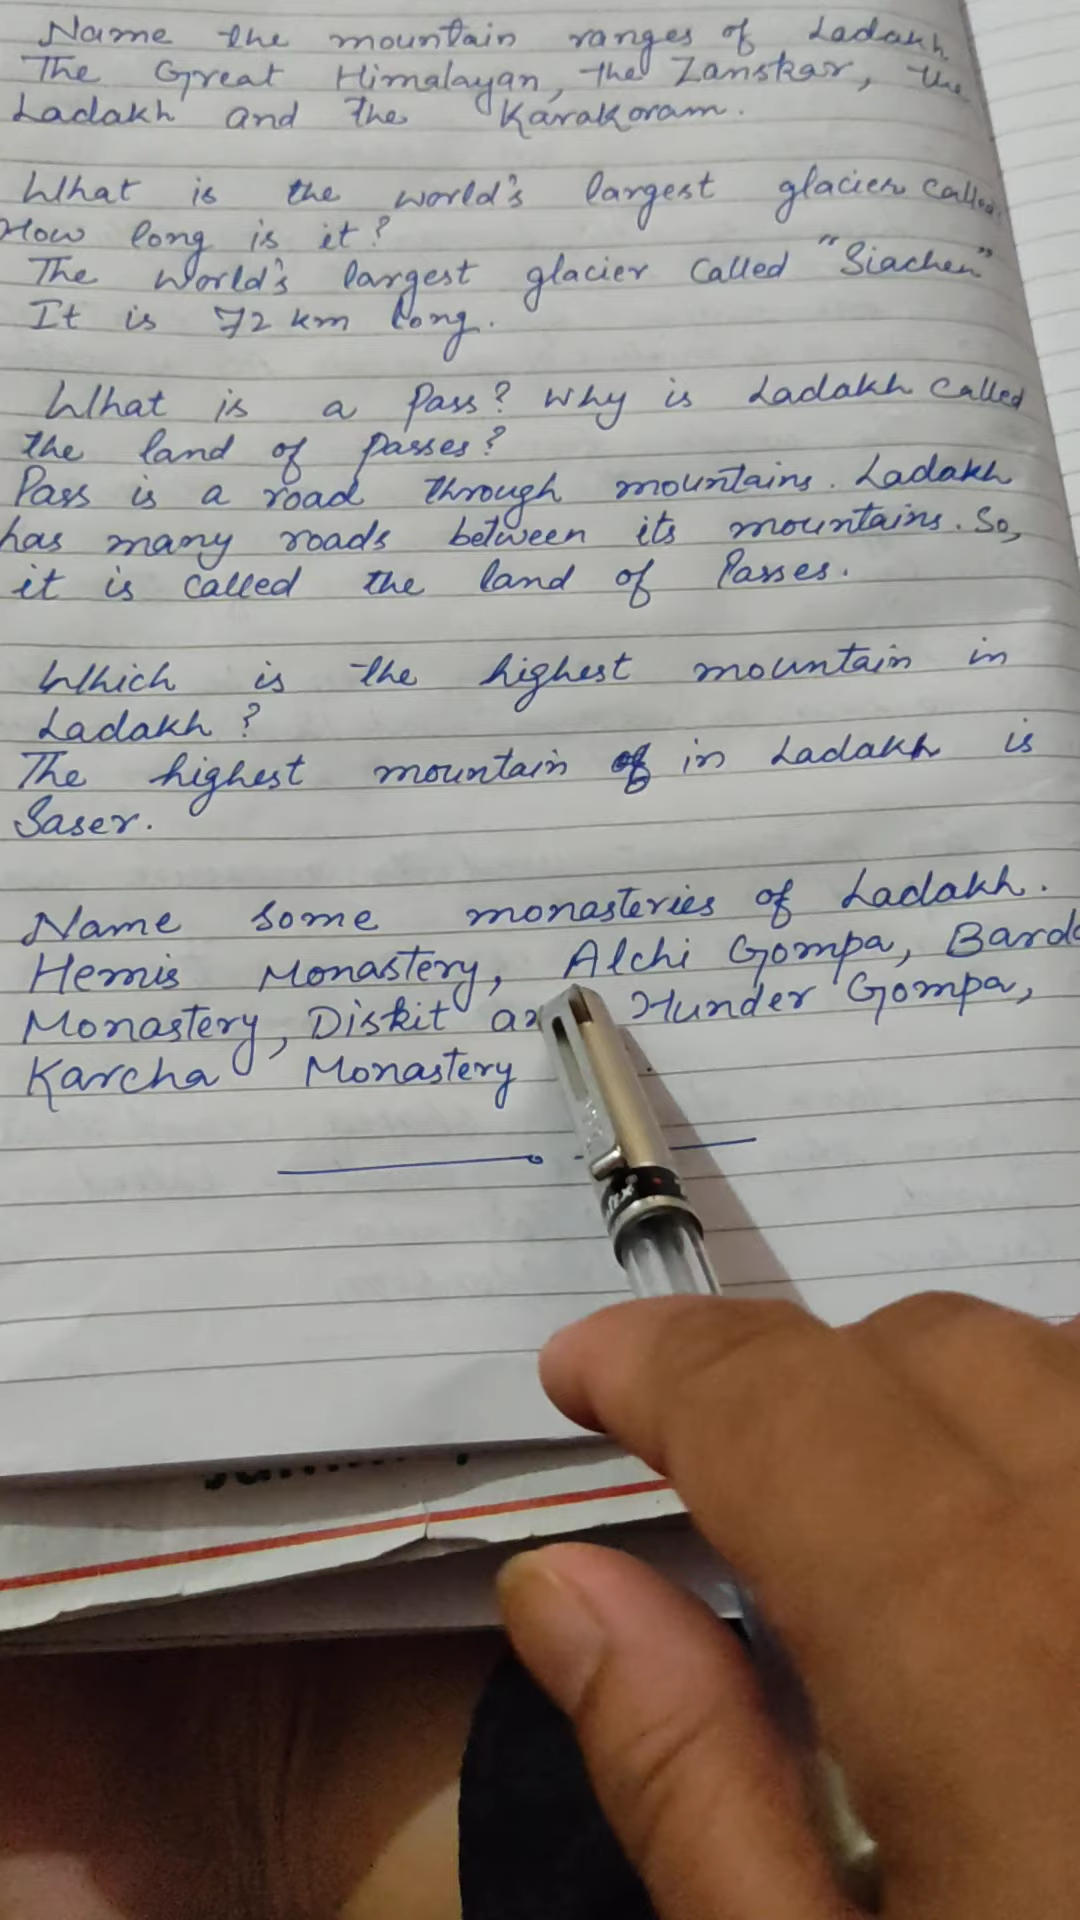 Name the mountain ranges of Ladakh.
The Great Himalayan, the Zanskar, the
Ladakh and the Karakoram.
What is the world's largest glacier called.
How long is it?
The world's largest glacier called "Siachen"
It is 72 km long.
What is a Pass? Why is Ladakh called
the land of passes?
Pass is a road through mountains. Ladakh
has many roads between its mountains. So,
it is called the land of Passes.
Which is the highest mountain in
Ladakh?
The highest mountain in Ladakh is
Saser.
Name some monasteries of Ladakh.
Hemis Monastery, Alchi Gompa,
Monastery, Diskit Hunder Gompa,
Karcha Monastery